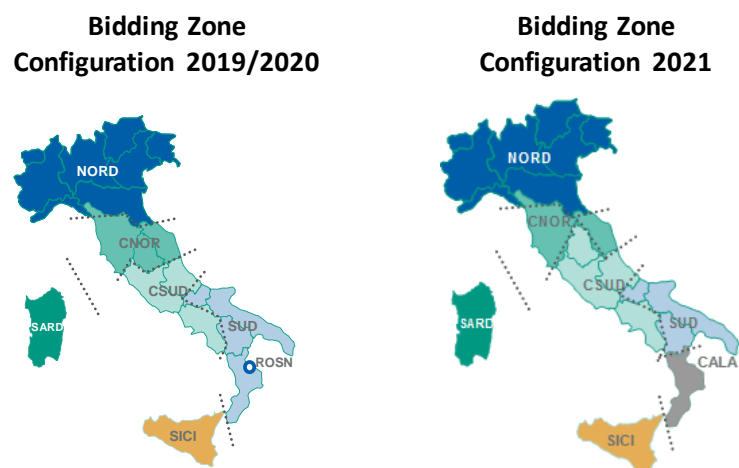 Bidding Zone
Configuration 2019/2020
NORD
CNOR
CSUD
SARD
SUD
ROSN
SICI
Bidding Zone
Configuration 2021
NORD
CNOR
CSUD
SARD
SUD
CALA
SICI